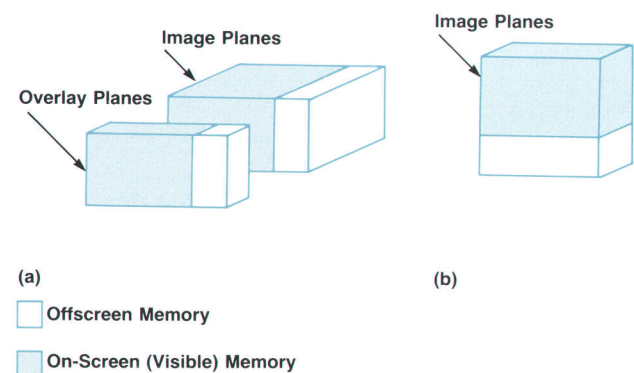 Image Planes
Overlay Planes
Image Planes
(a)
(b)
Offscreen Memory
On-Screen (Visible) Memory